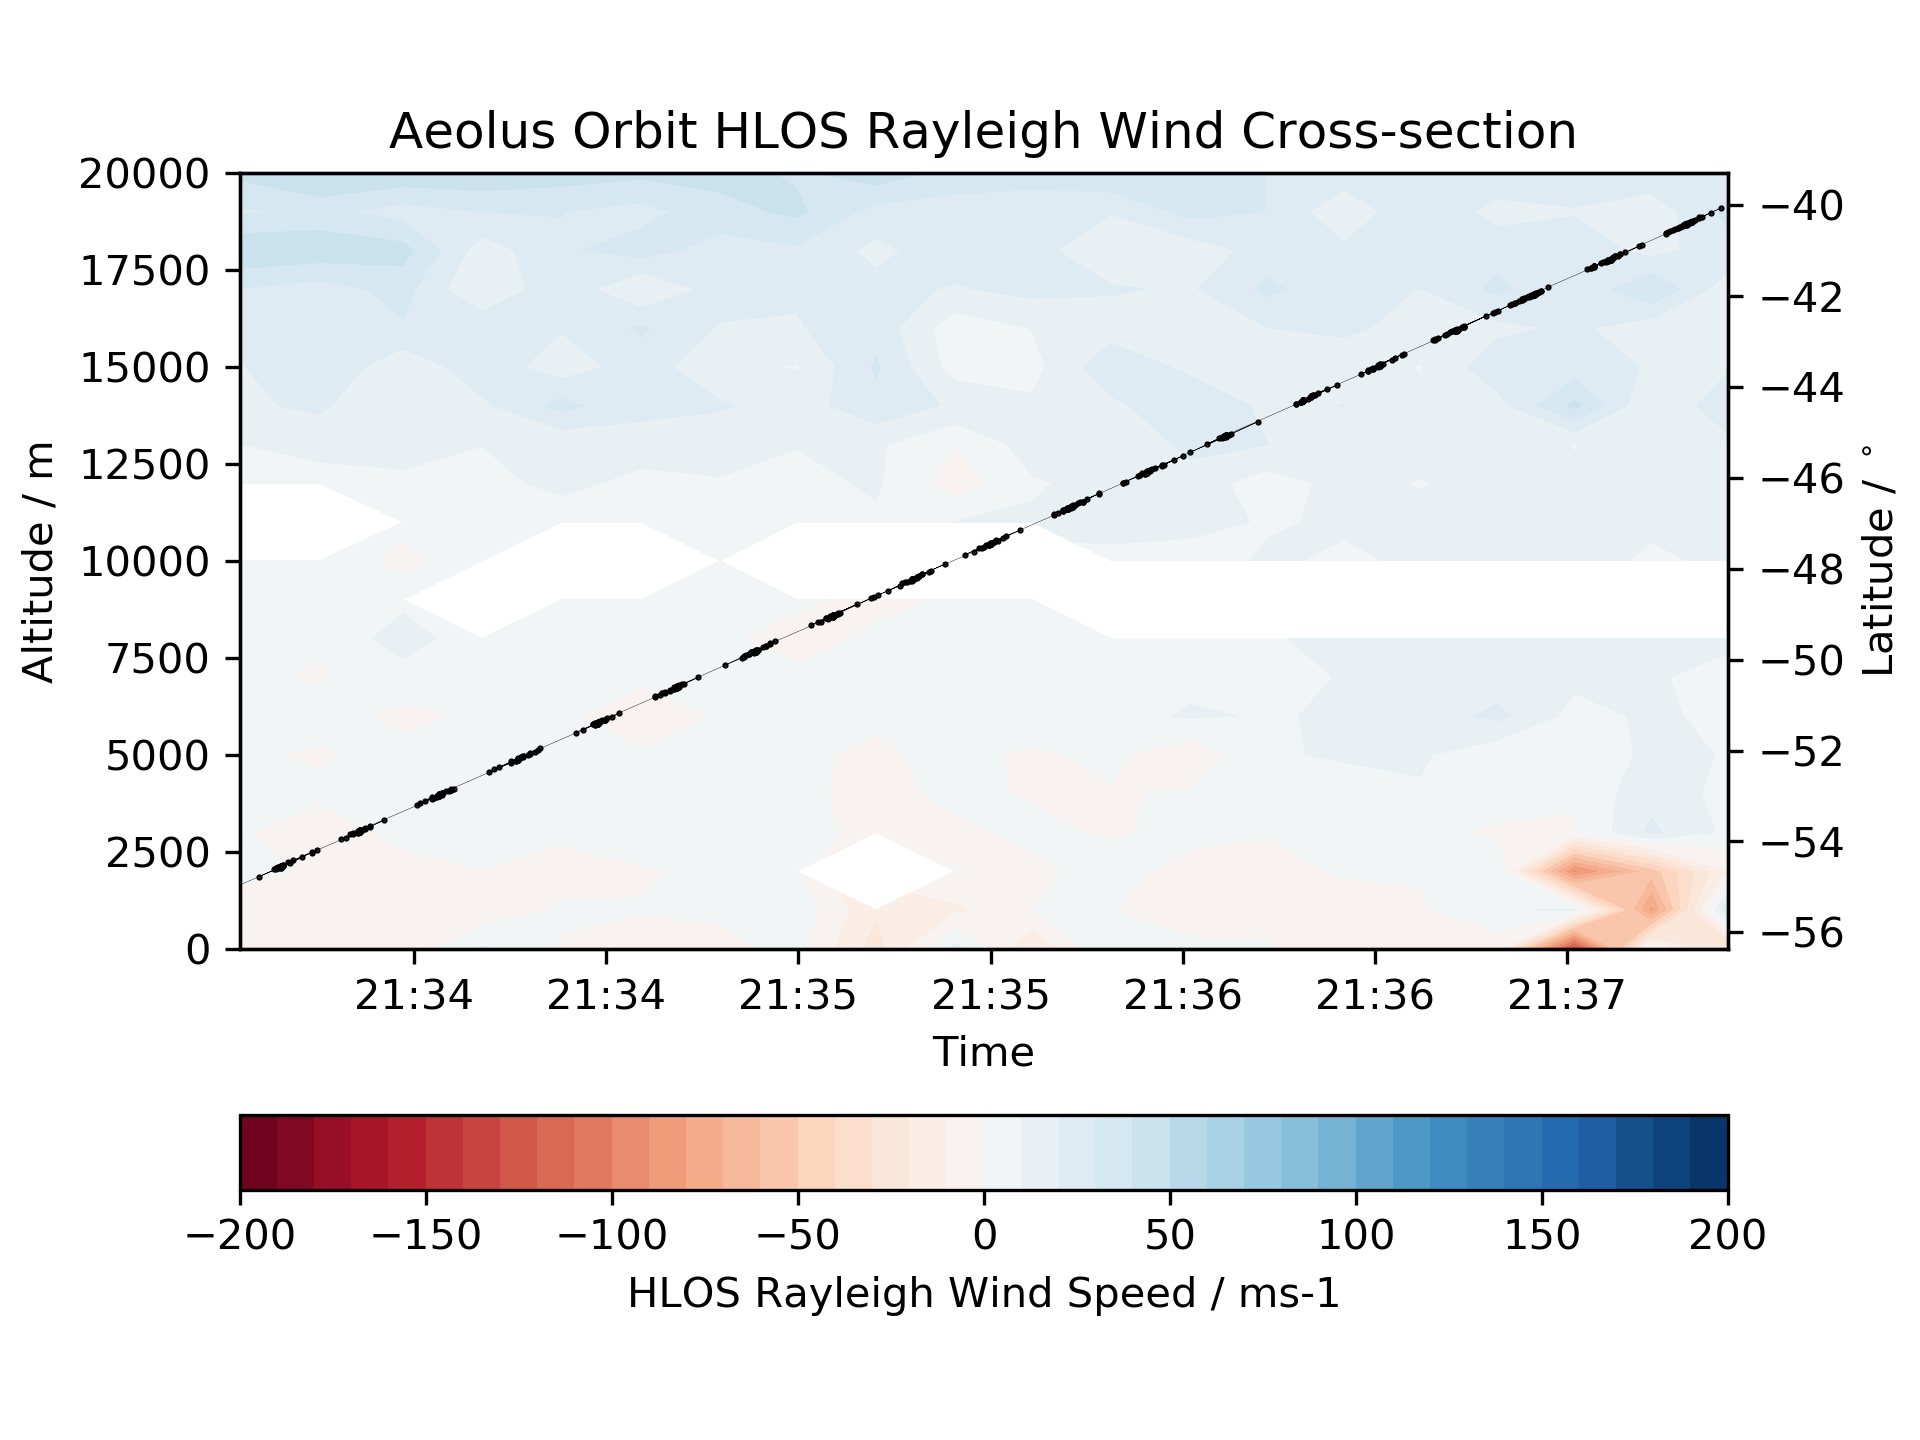 Aeolus Orbit HLOS Rayleigh Wind Cross-section
20000
17500
15000
12500
10000
7500
5000
2500
0
Altitude / m
−40
−42
−44
−46
−48
−50
−52
−54
−56
Latitude / °
21:34 21:34 21:35 21:35 21:36 21:36 21:37
Time
−200 −150 −100 −50 0 50 100 150 200
HLOS Rayleigh Wind Speed / ms-1